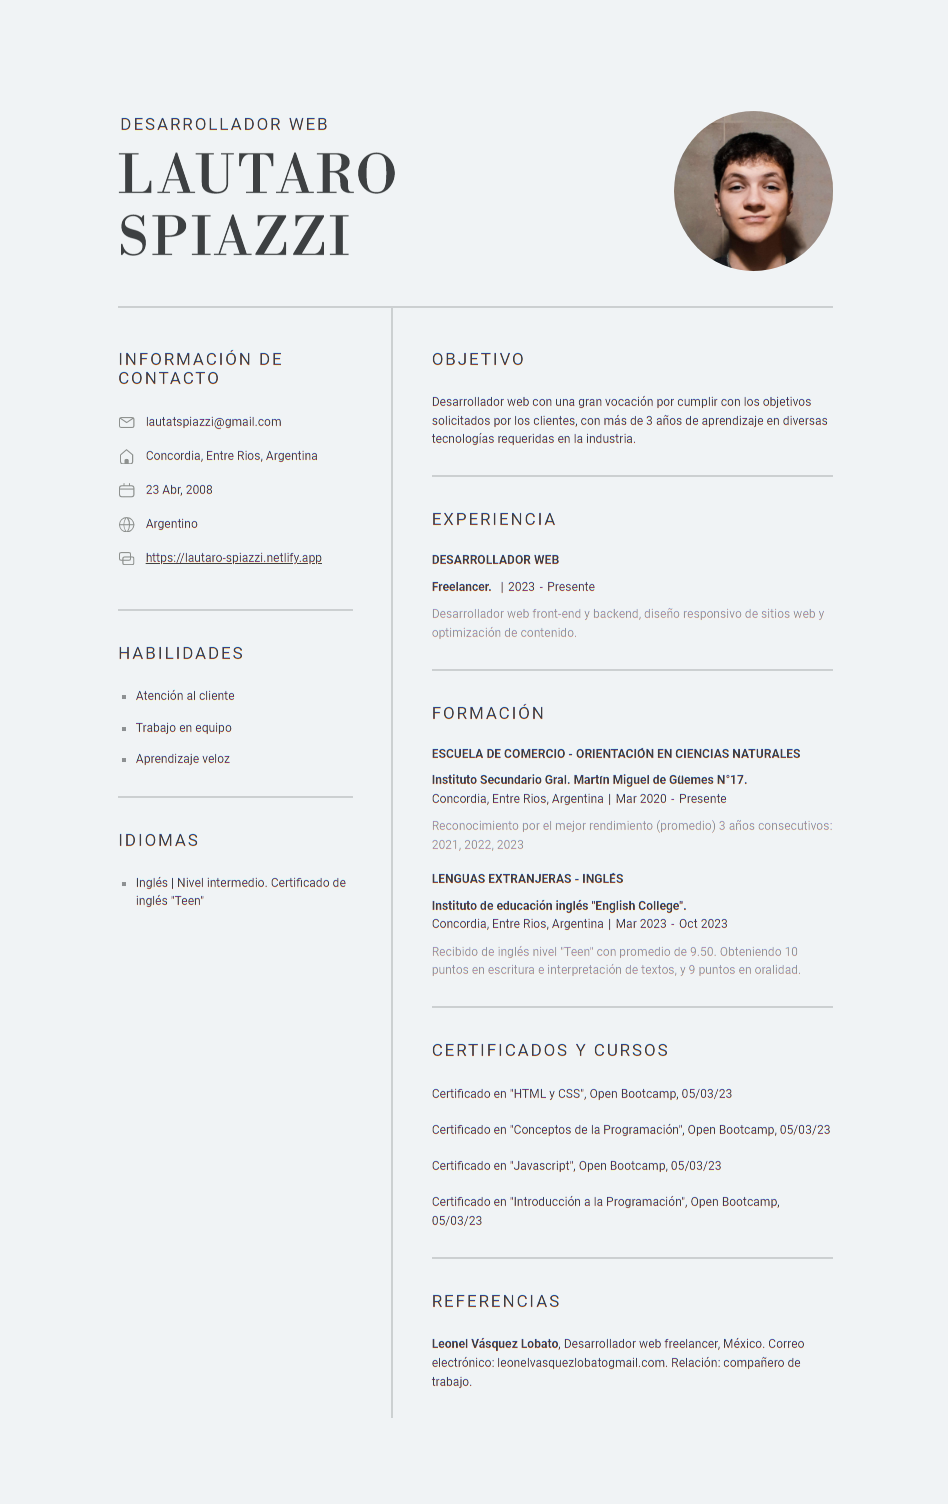 DESARROLLADOR WEB
LAUTARO
SPIAZZI
INFORMACIÓN DE
CONTACTO
lautatspiazzi@gmail.com
Concordia, Entre Rios, Argentina
23 Abr, 2008
Argentino
https://lautaro-spiazzi.netlify.app
HABILIDADES
Atención al cliente
Trabajo en equipo
Aprendizaje veloz
IDIOMAS
Inglés | Nivel intermedio. Certificado de
inglés "Teen"
OBJETIVO
Desarrollador web con una gran vocación por cumplir con los objetivos
solicitados por los clientes, con más de 3 años de aprendizaje en diversas
tecnologías requeridas en la industria.
EXPERIENCIA
DESARROLLADOR WEB
Freelancer. | 2023 - Presente
Desarrollador web front-end y backend, diseño responsivo de sitios web y
optimización de contenido.
FORMACIÓN
ESCUELA DE COMERCIO - ORIENTACIÓN EN CIENCIAS NATURALES
Instituto Secundario Gral. Martín Miguel de Güemes N°17.
Concordia, Entre Rios, Argentina | Mar 2020 - Presente
Reconocimiento por el mejor rendimiento (promedio) 3 años consecutivos:
2021, 2022, 2023
LENGUAS EXTRANJERAS - INGLÉS
Instituto de educación inglés "English College".
Concordia, Entre Rios, Argentina | Mar 2023 - Oct 2023
Recibido de inglés nivel "Teen" con promedio de 9.50. Obteniendo 10
puntos en escritura e interpretación de textos, y 9 puntos en oralidad.
CERTIFICADOS Y CURSOS
Certificado en "HTML y CSS", Open Bootcamp, 05/03/23
Certificado en "Conceptos de la Programación", Open Bootcamp, 05/03/23
Certificado en "Javascript", Open Bootcamp, 05/03/23
Certificado en "Introducción a la Programación", Open Bootcamp,
05/03/23
REFERENCIAS
Leonel Vásquez Lobato, Desarrollador web freelancer, México. Correo
electrónico: leonelvasquezlobatogmail.com. Relación: compañero de
trabajo.